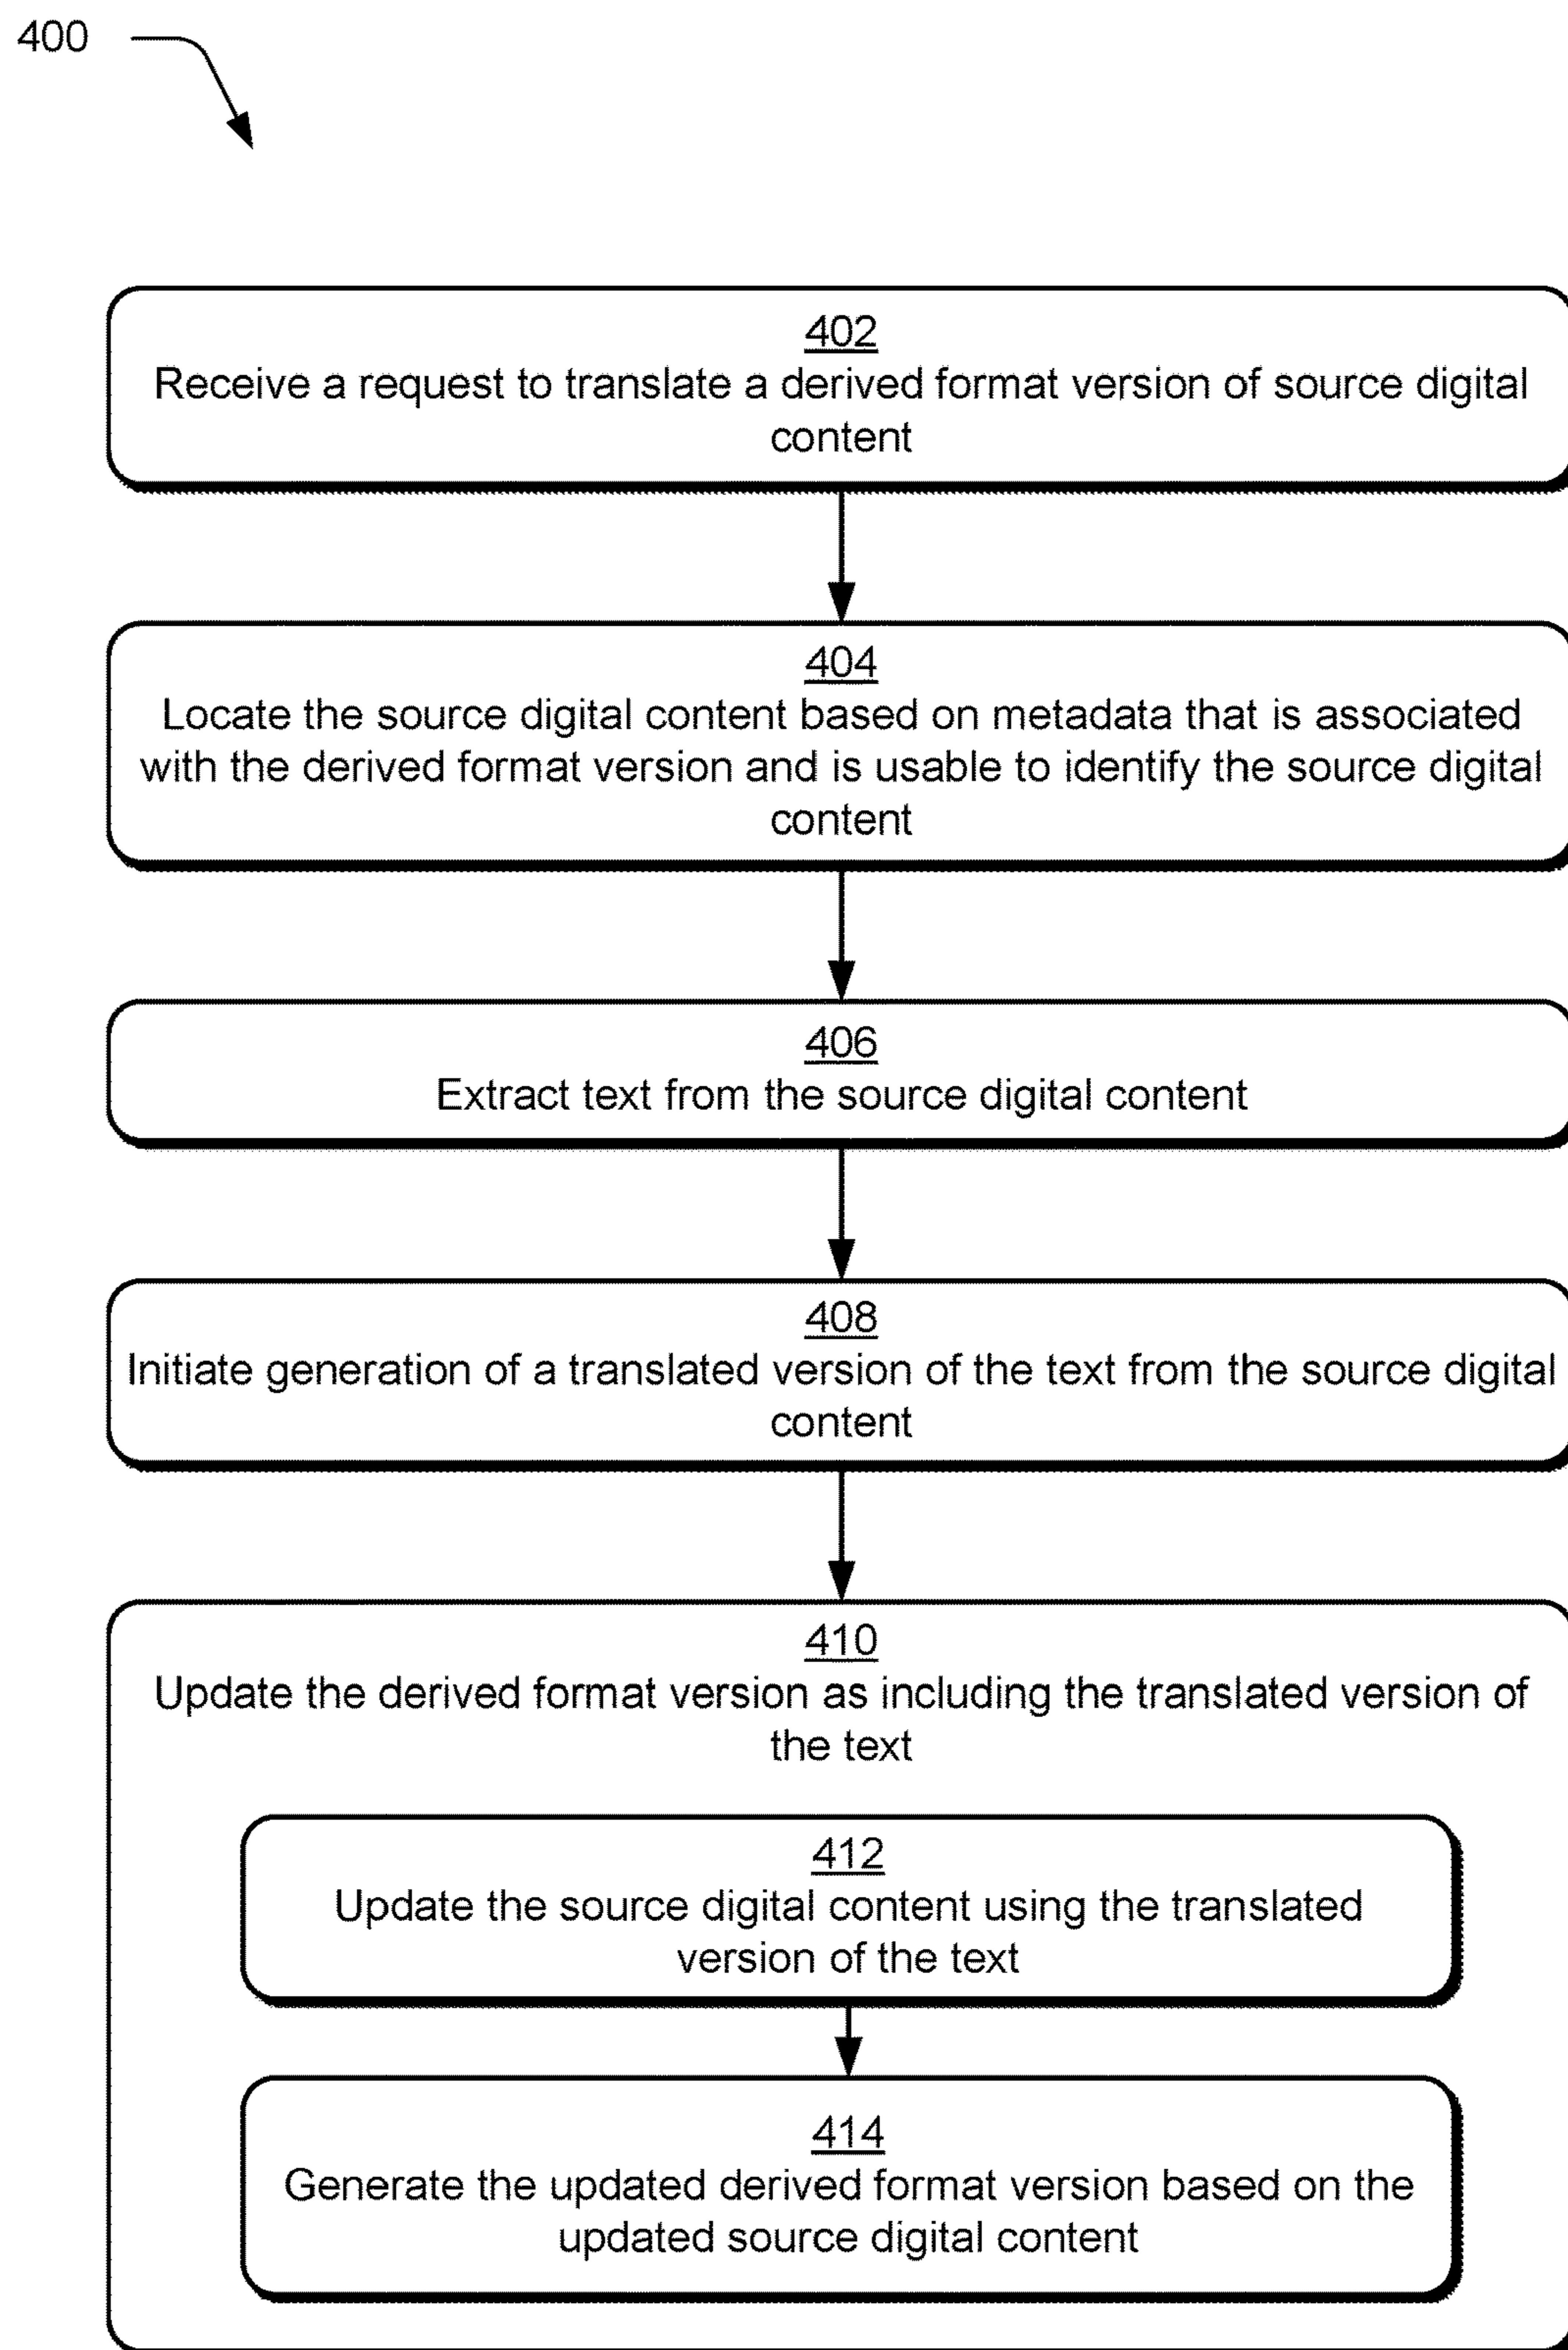 400
402
Receive a request to translate a derived format version of source digital
content
404
Locate the source digital content based on metadata that is associated
with the derived format version and is usable to identify the source digital
content
406
Extract text from the source digital content
408
Initiate generation of a translated version of the text from the source digital
content
410
Update the derived format version as including the translated version of
the text
412
Update the source digital content using the translated
version of the text
414
Generate the updated derived format version based on the
updated source digital content